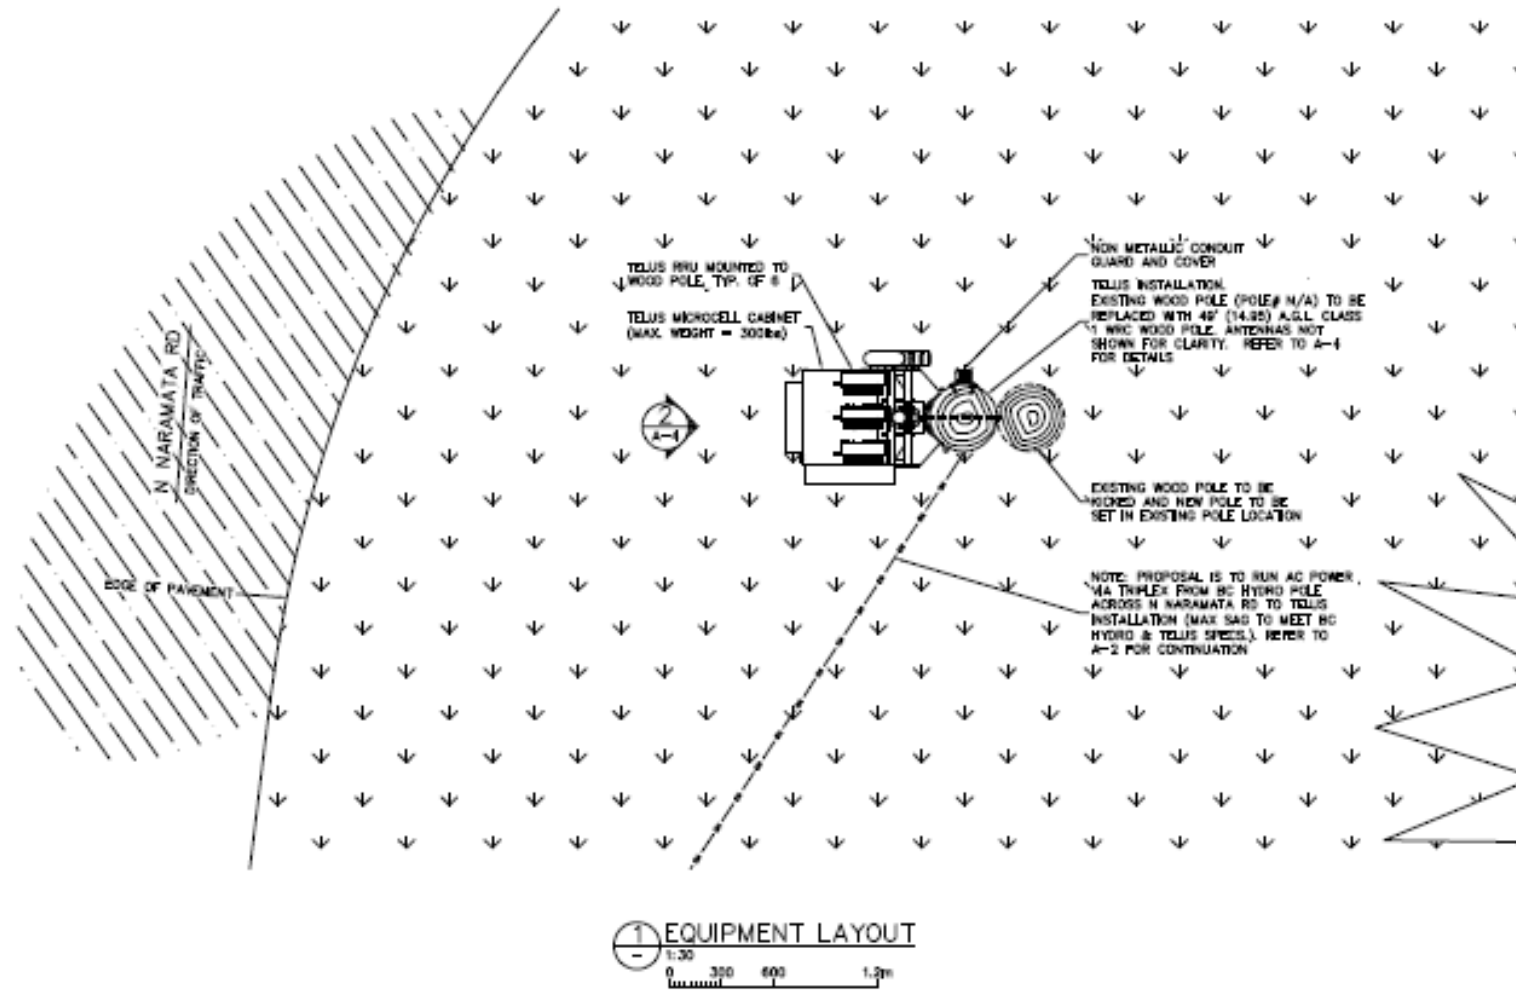 NON METALLIC CONDUIT
GUARD AND COVER
TELUS RRU MOUNTED TO
WOOD POLE, TYP. OF 6
TELUS INSTALLATION.
EXISTING WOOD POLE (POLE# N/A) TO BE
REPLACED WITH 49' (14.95) A.G.L. CLASS
1 WRC WOOD POLE. ANTENNAS NOT
SHOWN FOR CLARITY. REFER TO A-4
FOR DETAILS
TELUS MICROCELL CABINET
(MAX. WEIGHT = 300lbs)
N NARAMATA RD
DIRECTION OF TRAFFIC
2
A-4
EXISTING WOOD POLE TO BE
KICKED AND NEW POLE TO BE
SET IN EXISTING POLE LOCATION
EDGE OF PAVEMENT
NOTE: PROPOSAL IS TO RUN AC POWER
VIA TRIPLEX FROM BC HYDRO POLE
ACROSS N NARAMATA RD TO TELUS
INSTALLATION (MAX SAG TO MEET BC
HYDRO & TELUS SPECS.). REFER TO
A-2 FOR CONTINUATION
1
-
EQUIPMENT LAYOUT
1:30
0 300 600 1.2m